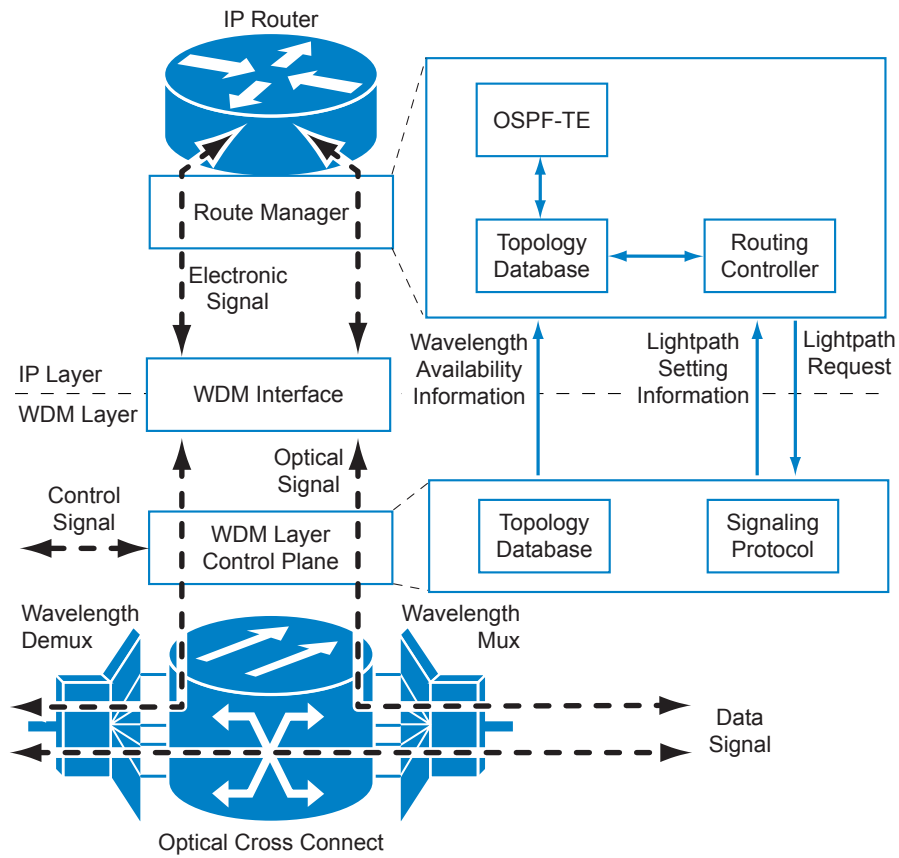 IP Router
OSPF-TE
Route Manager
Topology
Database
Routing
Controller
Electronic
Signal
Wavelength
Availability
Information
Lightpath
Setting
Information
Lightpath
Request
IP Layer
WDM Layer
WDM Interface
Optical
Signal
Control
Signal
WDM Layer
Control Plane
Topology
Database
Signaling
Protocol
Wavelength
Demux
Wavelength
Mux
Data
Signal
Optical Cross Connect